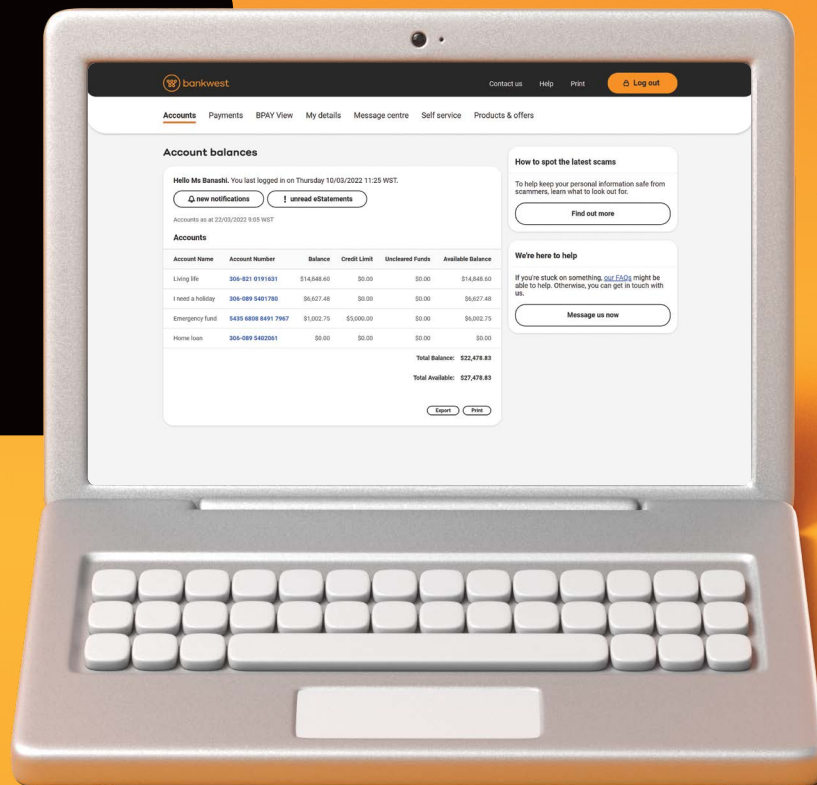 bankwest
Contact us Help Print Log out
Accounts Payments BPAY View My details Message centre Self service Products & offers
Account balances
Hello Ms Banashi. You last logged in on Thursday 10/03/2022 11:25 WST.
new notifications ! unread eStatements
Accounts as at 22/03/2022 9:05 WST
Accounts
Account Name Account Number Balance Credit Limit Uncleared Funds Available Balance
Living life 306-821 0191631 $14,848.60 $0.00 $0.00 $14,848.60
I need a holiday 306-089 5401780 $6,627.48 $0.00 $0.00 $6,627.48
Emergency fund 5435 6808 8491 7967 $1,002.75 $5,000.00 $0.00 $6,002.75
Home loan 306-089 5402061 $0.00 $0.00 $0.00 $0.00
Total Balance: $22,478.83
Total Available: $27,478.83
Export Print
How to spot the latest scams
To help keep your personal information safe from
scammers, learn what to look out for.
Find out more
We're here to help
If you're stuck on something, our FAQs might be
able to help. Otherwise, you can get in touch with
us.
Message us now